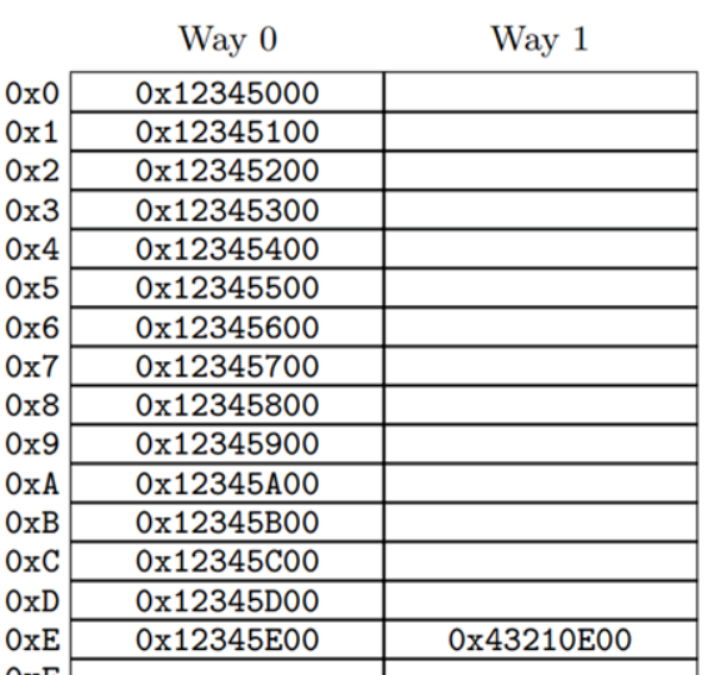 Way 0 Way 1
0x0 0x12345000
0x1 0x12345100
0x2 0x12345200
0x3 0x12345300
0x4 0x12345400
0x5 0x12345500
0x6 0x12345600
0x7 0x12345700
0x8 0x12345800
0x9 0x12345900
0xA 0x12345A00
0xB 0x12345B00
0xC 0x12345C00
0xD 0x12345D00
0xE 0x12345E00 0x43210E00